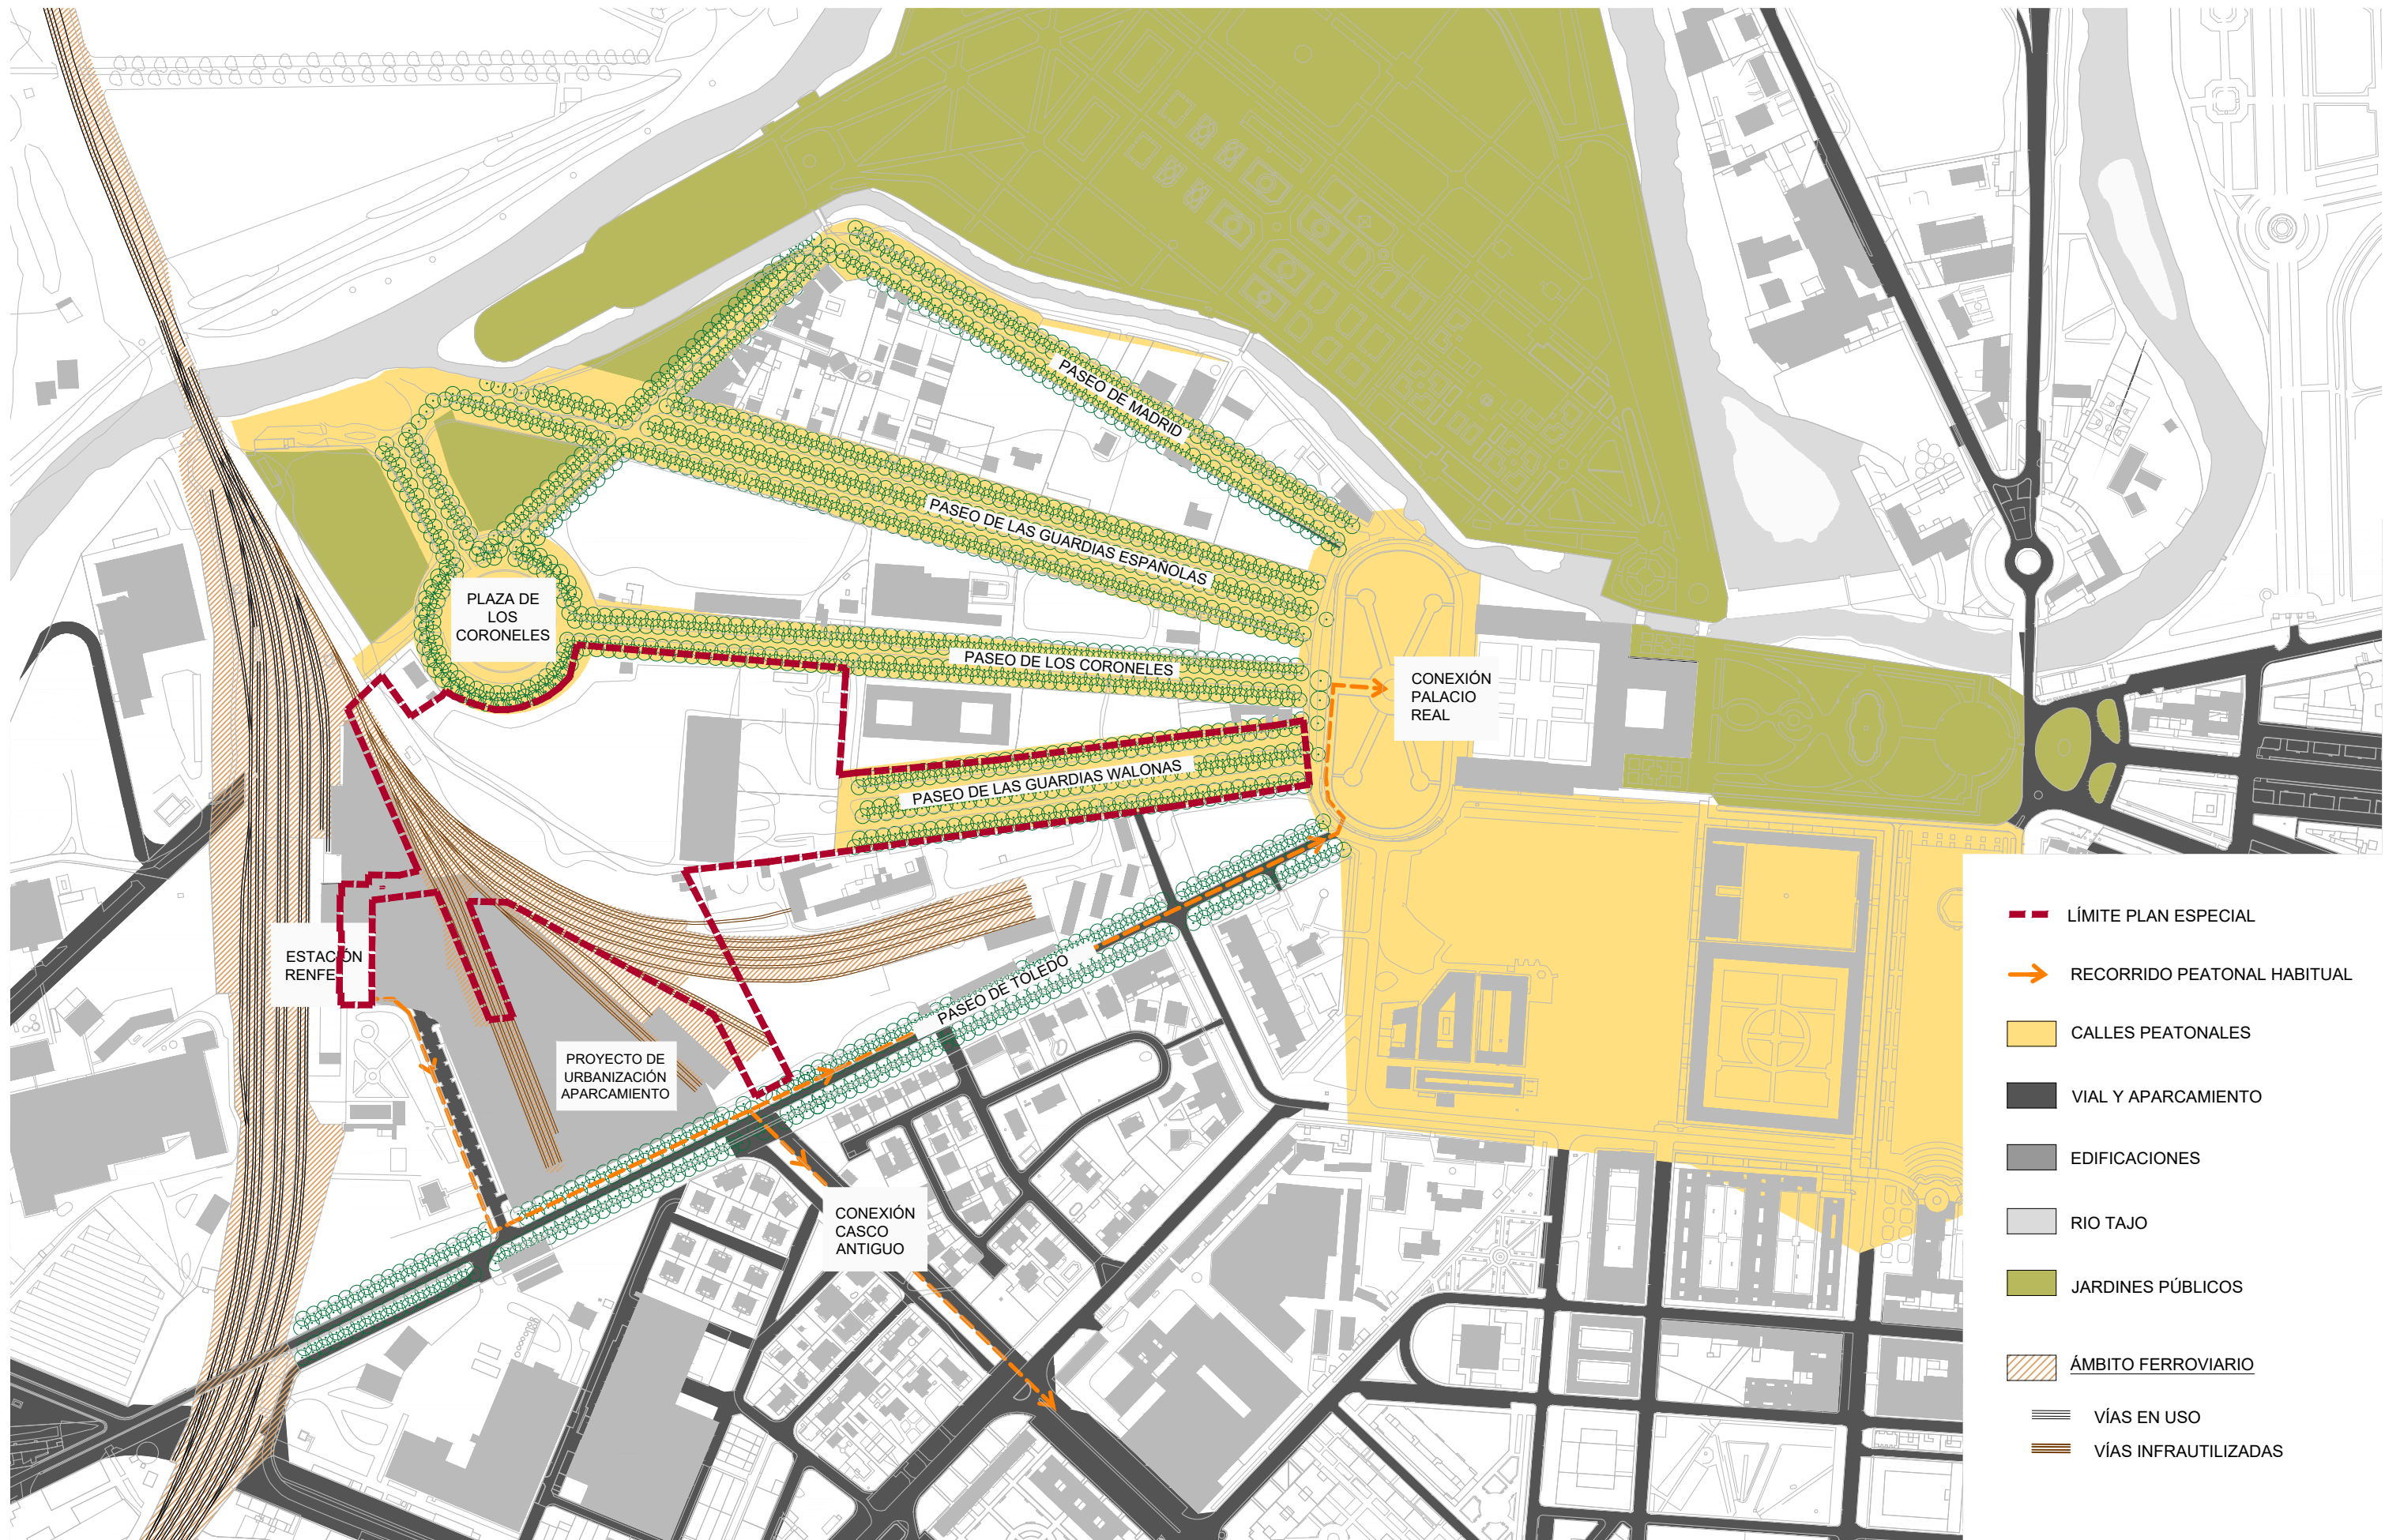 PASEO DE MADRID
PASEO DE LAS GUARDIAS ESPAÑOLAS
PLAZA DE
LOS
CORONELES
PASEO DE LOS CORONELES
CONEXIÓN
PALACIO
REAL
PASEO DE LAS GUARDIAS WALONAS
ESTACIÓN
RENFE
PASEO DE TOLEDO
PROYECTO DE
URBANIZACIÓN
APARCAMIENTO
CONEXIÓN
CASCO
ANTIGUO
LÍMITE PLAN ESPECIAL
RECORRIDO PEATONAL HABITUAL
CALLES PEATONALES
VIAL Y APARCAMIENTO
EDIFICACIONES
RIO TAJO
JARDINES PÚBLICOS
ÁMBITO FERROVIARIO
VÍAS EN USO
VÍAS INFRAUTILIZADAS